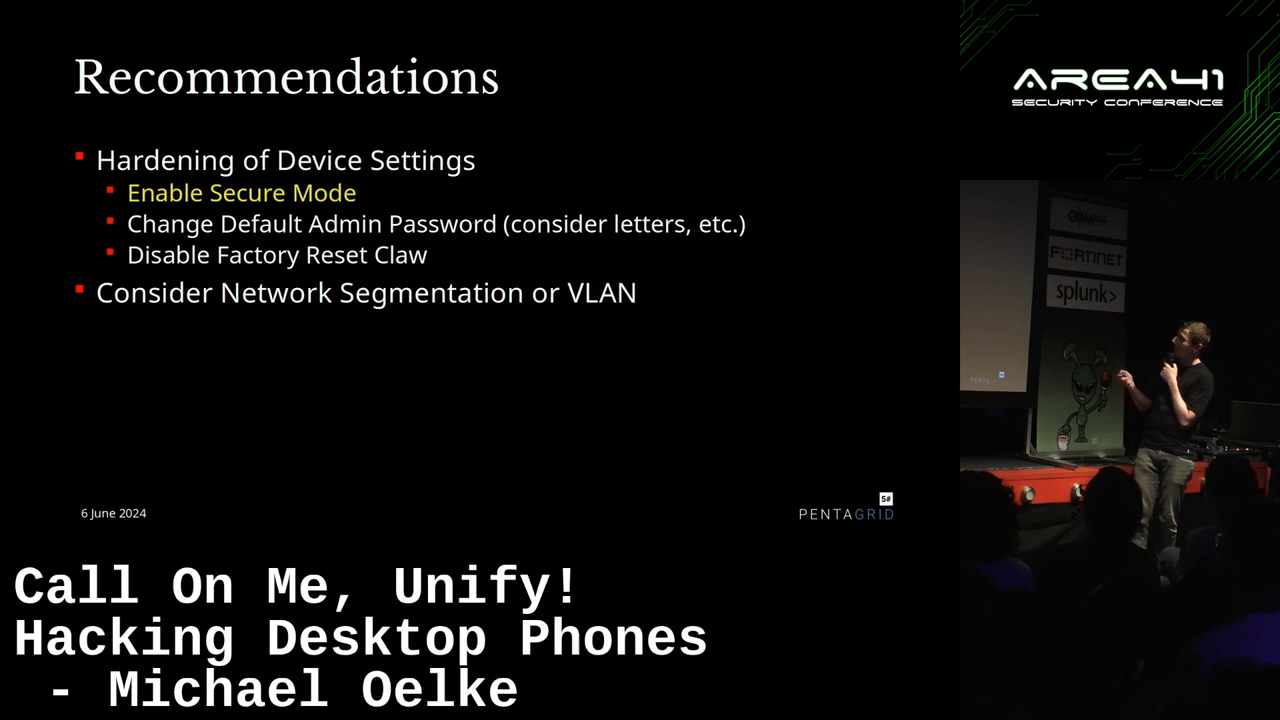 Recommendations
Hardening of Device Settings
Enable Secure Mode
Change Default Admin Password (consider letters, etc.)
Disable Factory Reset Claw
Consider Network Segmentation or VLAN
6 June 2024
5#
PENTAGRID
AREA41
SECURITY CONFERENCE
FORTINET
splunk>
PENTA
Call On Me, Unify!
Hacking Desktop Phones
- Michael Oelke